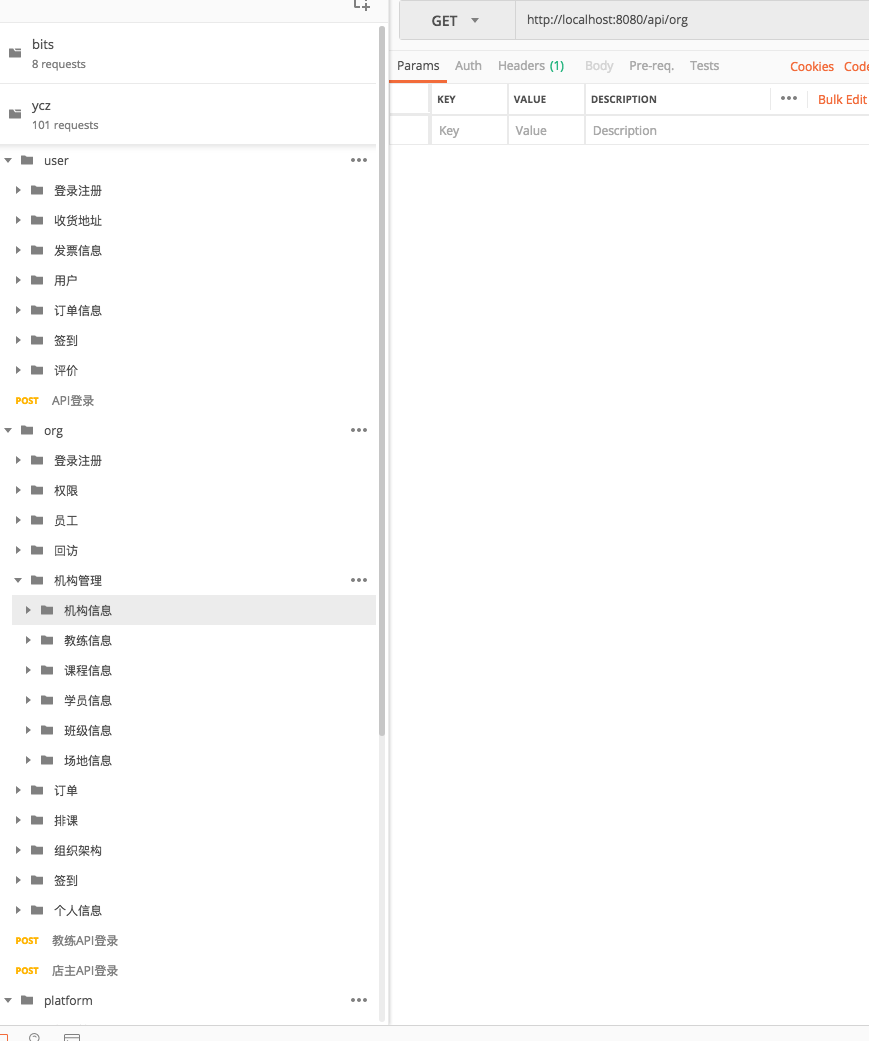 bits
8 requests
ycz
101 requests
user
登录注册
收货地址
发票信息
用户
订单信息
签到
评价
POST API登录
org
登录注册
权限
员工
回访
机构管理
机构信息
教练信息
课程信息
学员信息
班级信息
场地信息
订单
排课
组织架构
签到
个人信息
POST 教练API登录
POST 店主API登录
platform
GET http://localhost:8080/api/org
Params Auth Headers (1) Body Pre-req. Tests Cookies Code
KEY VALUE DESCRIPTION Bulk Edit
Key Value Description